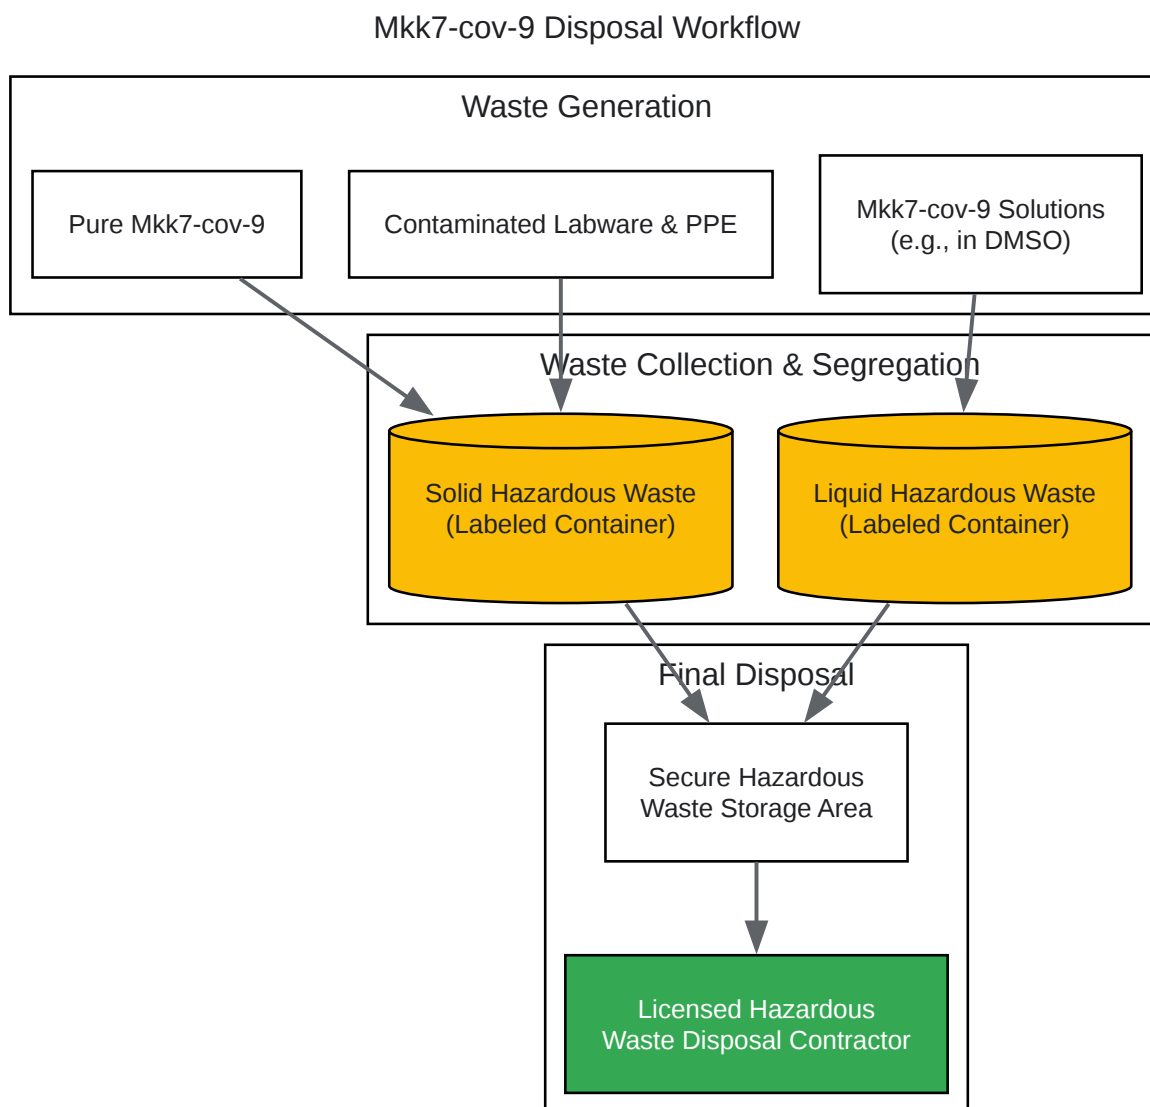 Mkk7-cov-9 Disposal Workflow
Waste Generation
Pure Mkk7-cov-9
Contaminated Labware & PPE
Mkk7-cov-9 Solutions
(e.g., in DMSO)
Waste Collection & Segregation
Solid Hazardous Waste
(Labeled Container)
Liquid Hazardous Waste
(Labeled Container)
Final Disposal
Secure Hazardous
Waste Storage Area
Licensed Hazardous
Waste Disposal Contractor